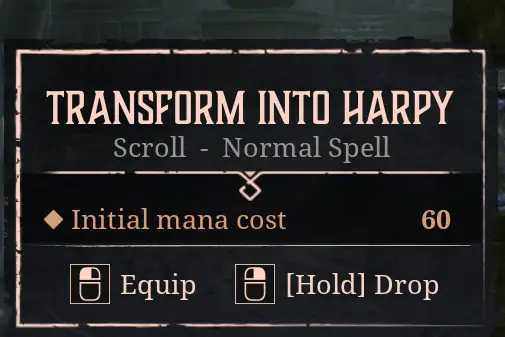 TRANSFORM INTO HARPY
Scroll - Normal Spell
Initial mana cost 60
Equip [Hold] Drop